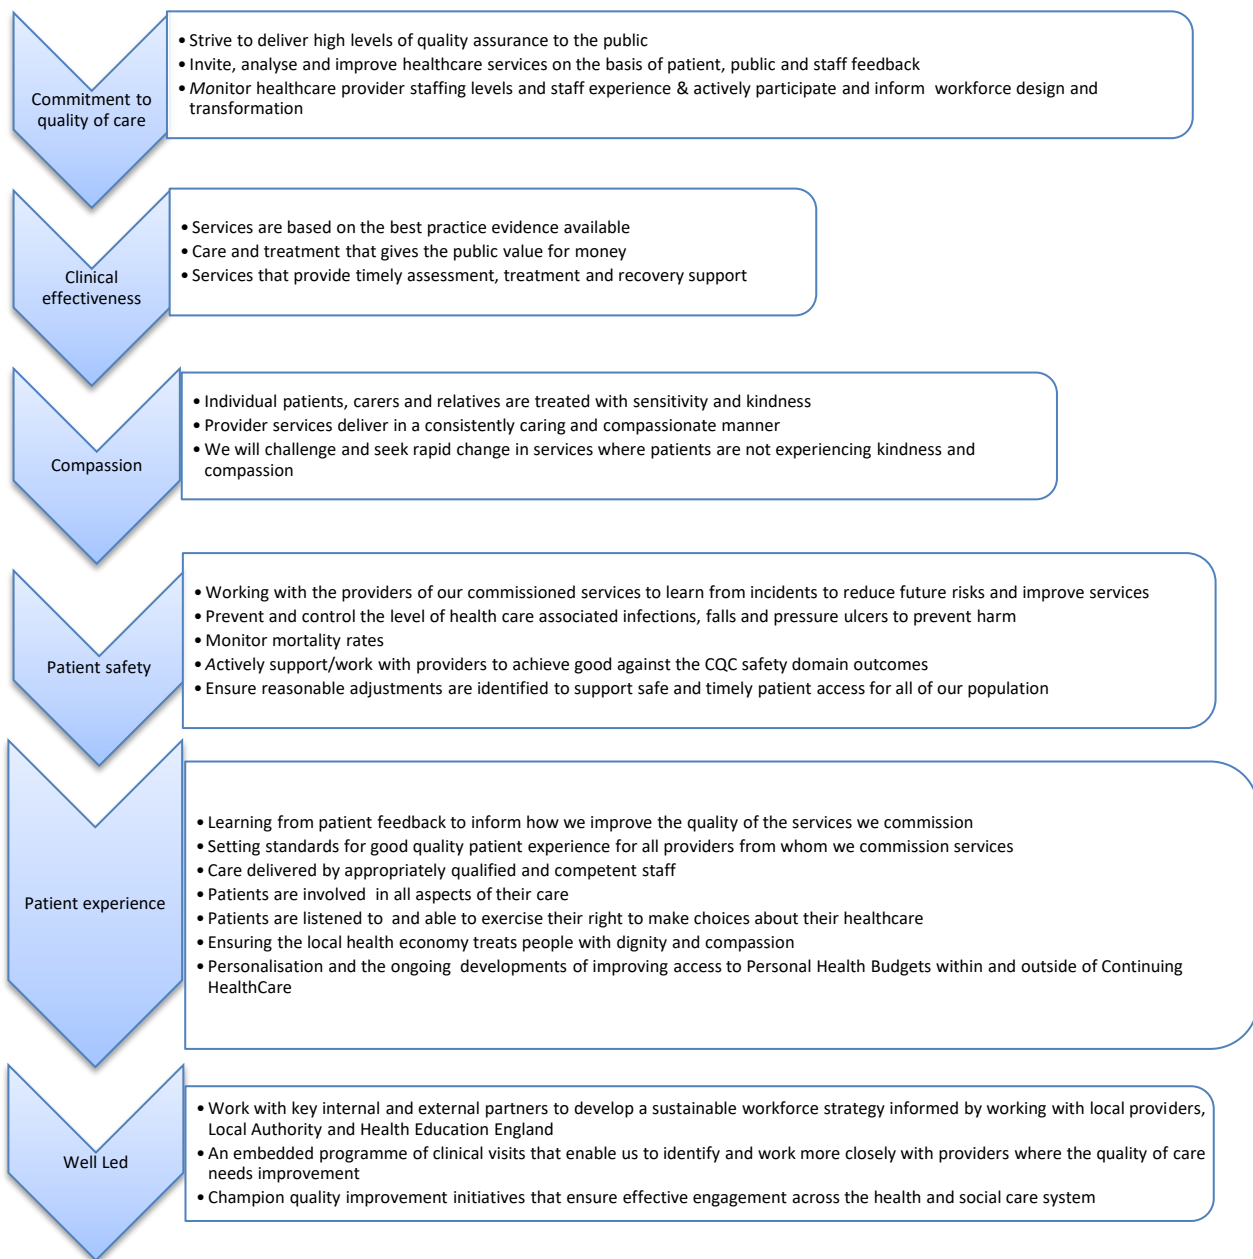 Commitment to
quality of care
• Strive to deliver high levels of quality assurance to the public
• Invite, analyse and improve healthcare services on the basis of patient, public and staff feedback
• Monitor healthcare provider staffing levels and staff experience & actively participate and inform workforce design and
transformation
Clinical
effectiveness
• Services are based on the best practice evidence available
• Care and treatment that gives the public value for money
• Services that provide timely assessment, treatment and recovery support
Compassion
• Individual patients, carers and relatives are treated with sensitivity and kindness
• Provider services deliver in a consistently caring and compassionate manner
• We will challenge and seek rapid change in services where patients are not experiencing kindness and
compassion
Patient safety
• Working with the providers of our commissioned services to learn from incidents to reduce future risks and improve services
• Prevent and control the level of health care associated infections, falls and pressure ulcers to prevent harm
• Monitor mortality rates
• Actively support/work with providers to achieve good against the CQC safety domain outcomes
• Ensure reasonable adjustments are identified to support safe and timely patient access for all of our population
Patient experience
• Learning from patient feedback to inform how we improve the quality of the services we commission
• Setting standards for good quality patient experience for all providers from whom we commission services
• Care delivered by appropriately qualified and competent staff
• Patients are involved in all aspects of their care
• Patients are listened to and able to exercise their right to make choices about their healthcare
• Ensuring the local health economy treats people with dignity and compassion
• Personalisation and the ongoing developments of improving access to Personal Health Budgets within and outside of Continuing
HealthCare
Well Led
• Work with key internal and external partners to develop a sustainable workforce strategy informed by working with local providers,
Local Authority and Health Education England
• An embedded programme of clinical visits that enable us to identify and work more closely with providers where the quality of care
needs improvement
• Champion quality improvement initiatives that ensure effective engagement across the health and social care system